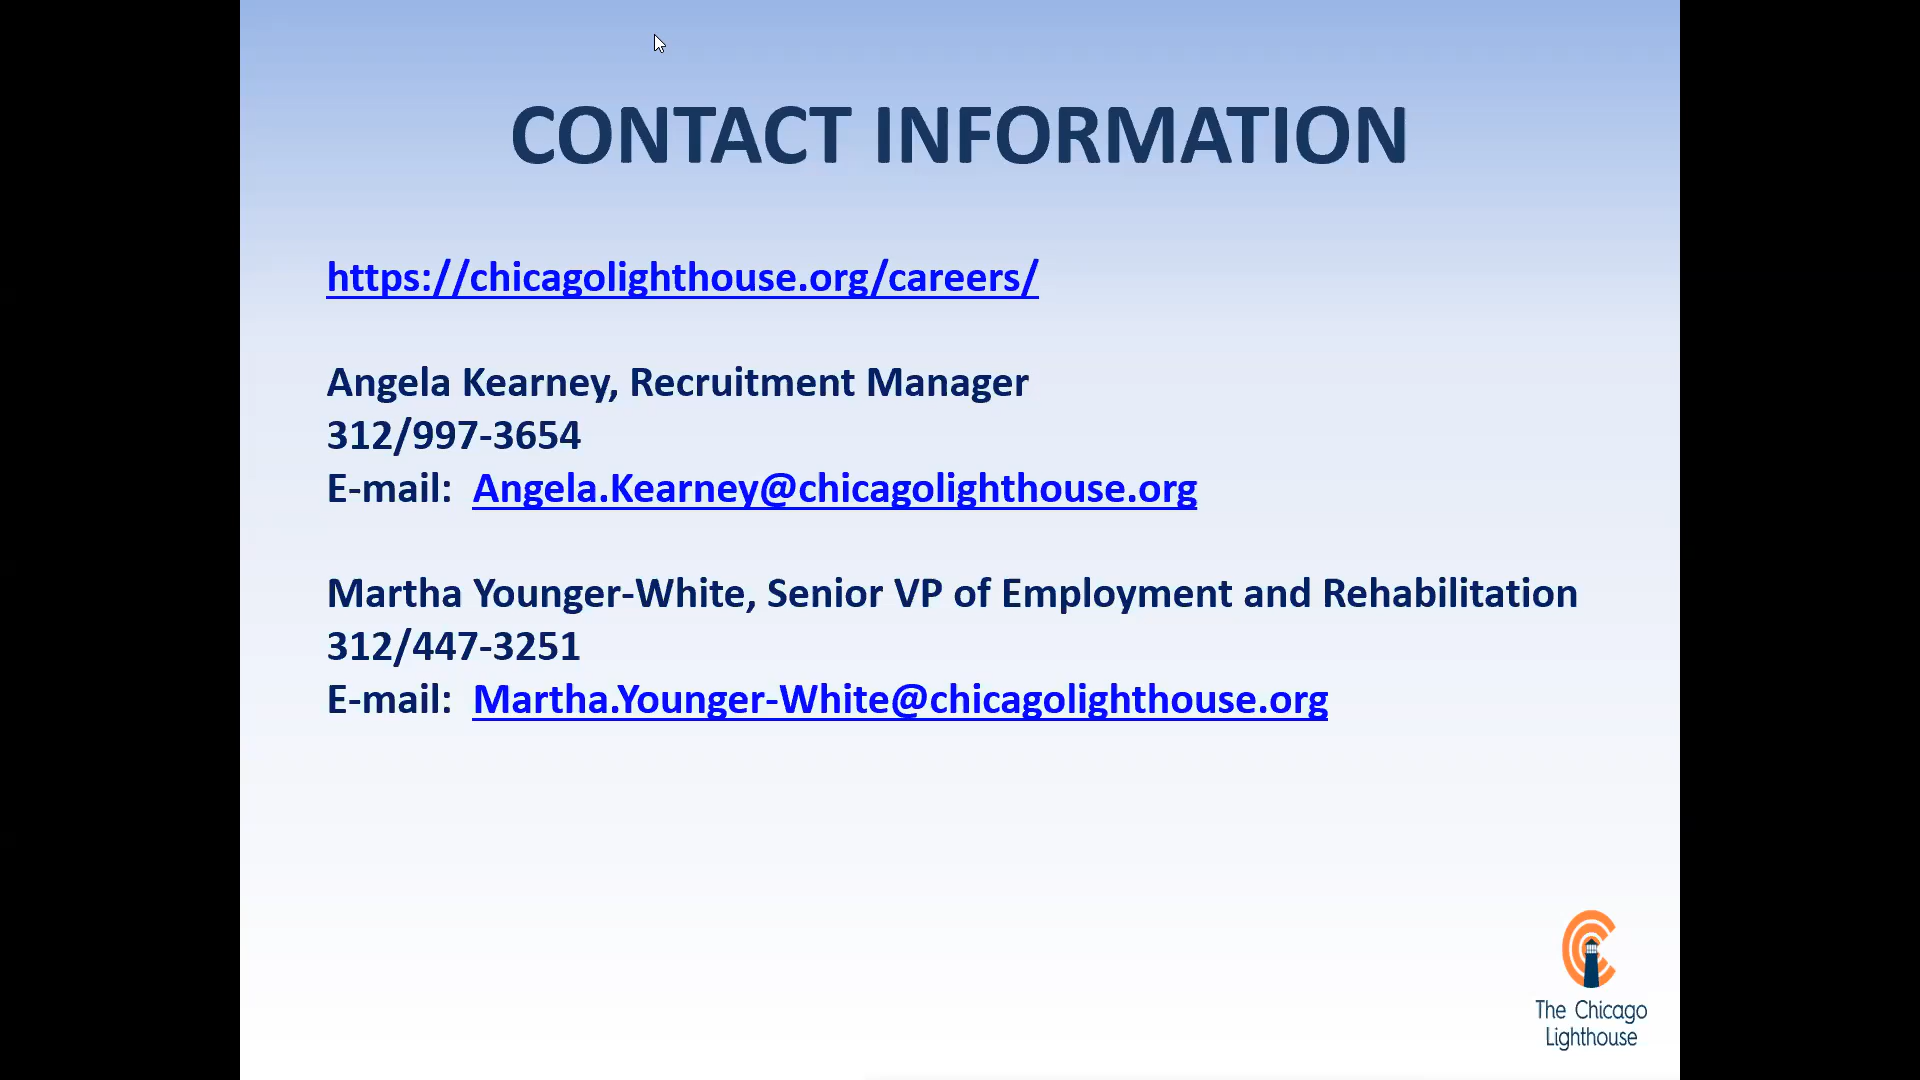 CONTACT INFORMATION
https://chicagolighthouse.org/careers/
Angela Kearney, Recruitment Manager
312/997-3654
E-mail:  Angela.Kearney@chicagolighthouse.org
Martha Younger-White, Senior VP of Employment and Rehabilitation
312/447-3251
E-mail:  Martha.Younger-White@chicagolighthouse.org
The Chicago
Lighthouse